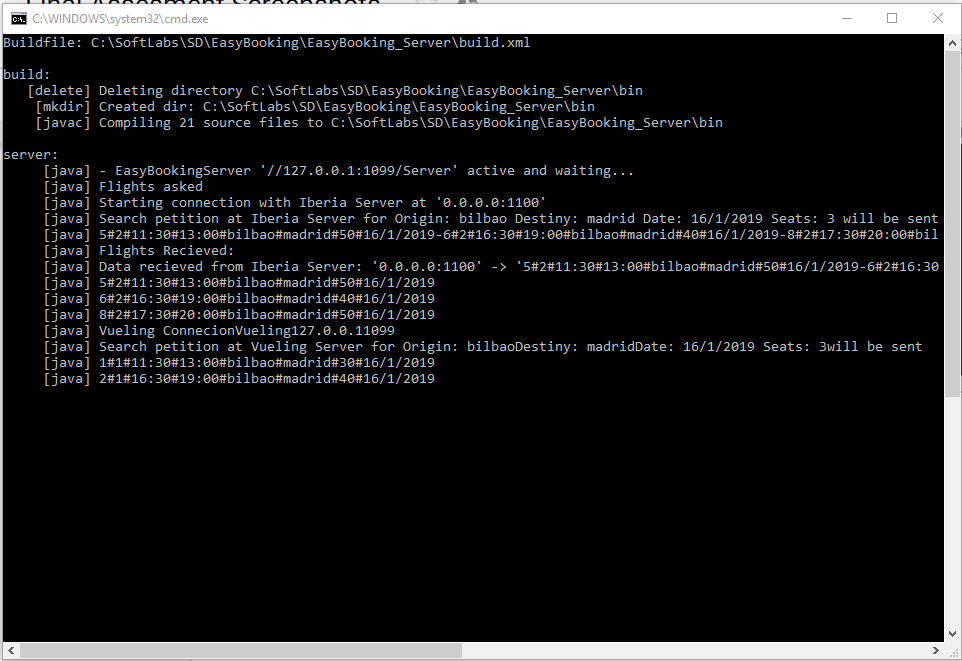 Final Assesment Screenshots
C:\WINDOWS\system32\cmd.exe
Buildfile: C:\SoftLabs\SD\EasyBooking\EasyBooking_Server\build.xml
build:
[delete] Deleting directory C:\SoftLabs\SD\EasyBooking\EasyBooking_Server\bin
[mkdir] Created dir: C:\SoftLabs\SD\EasyBooking\EasyBooking_Server\bin
[javac] Compiling 21 source files to C:\SoftLabs\SD\EasyBooking\EasyBooking_Server\bin
server:
[java] - EasyBookingServer '//127.0.0.1:1099/Server' active and waiting...
[java] Flights asked
[java] Starting connection with Iberia Server at '0.0.0.0:1100'
[java] Search petition at Iberia Server for Origin: bilbao Destiny: madrid Date: 16/1/2019 Seats: 3 will be sent
[java] 5#2#11:30#13:00#bilbao#madrid#50#16/1/2019-6#2#16:30#19:00#bilbao#madrid#40#16/1/2019-8#2#17:30#20:00#bil
[java] Flights Recieved:
[java] Data recieved from Iberia Server: '0.0.0.0:1100' -> '5#2#11:30#13:00#bilbao#madrid#50#16/1/2019-6#2#16:30
[java] 5#2#11:30#13:00#bilbao#madrid#50#16/1/2019
[java] 6#2#16:30#19:00#bilbao#madrid#40#16/1/2019
[java] 8#2#17:30#20:00#bilbao#madrid#50#16/1/2019
[java] Vueling ConnecionVueling127.0.0.11099
[java] Search petition at Vueling Server for Origin: bilbaoDestiny: madridDate: 16/1/2019 Seats: 3will be sent
[java] 1#1#11:30#13:00#bilbao#madrid#30#16/1/2019
[java] 2#1#16:30#19:00#bilbao#madrid#40#16/1/2019